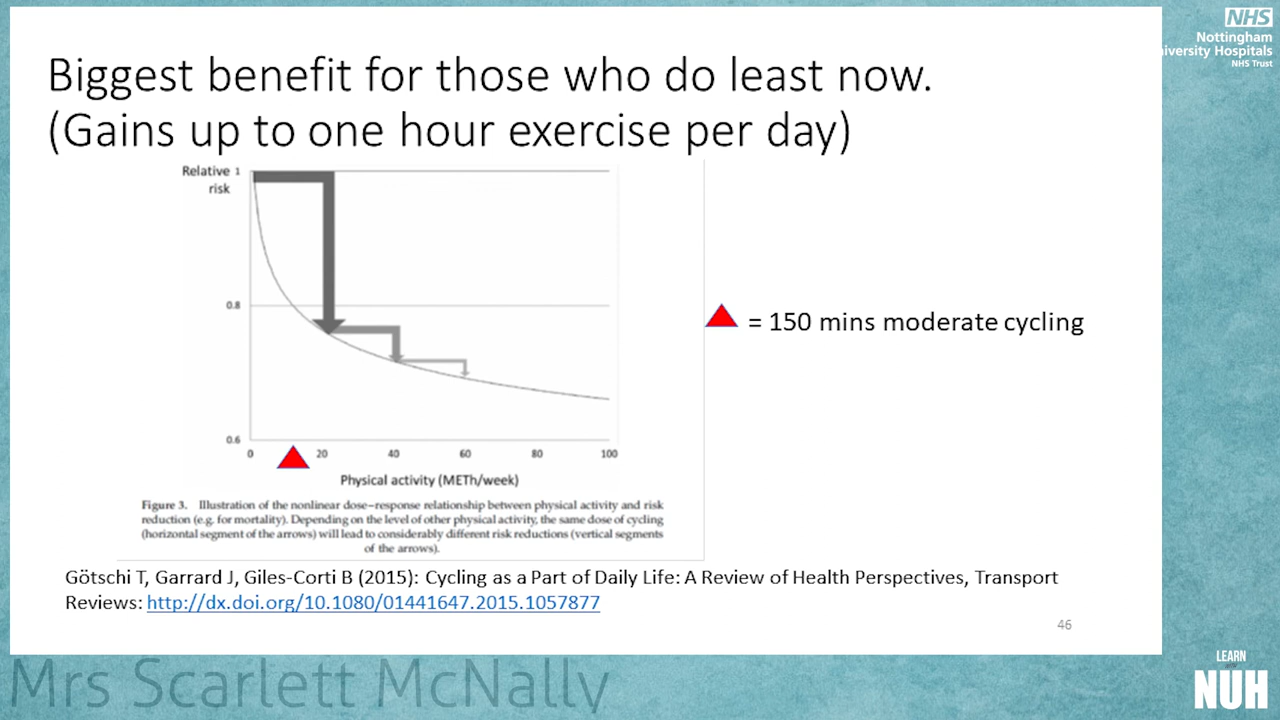 NHS
Nottingham
University Hospitals
NHS Trust
Biggest benefit for those who do least now.
(Gains up to one hour exercise per day)
Relative 1
risk
0.8
0.6
0 20 40 60 80 100
Physical activity (METh/week)
= 150 mins moderate cycling
Figure 3. Illustration of the nonlinear dose–response relationship between physical activity and risk
reduction (e.g. for mortality). Depending on the level of other physical activity, the same dose of cycling
(horizontal segment of the arrows) will lead to considerably different risk reductions (vertical segments
of the arrows).
Götschi T, Garrard J, Giles-Corti B (2015): Cycling as a Part of Daily Life: A Review of Health Perspectives, Transport
Reviews: http://dx.doi.org/10.1080/01441647.2015.1057877
46
Mrs Scarlett McNally
LEARN
NUH